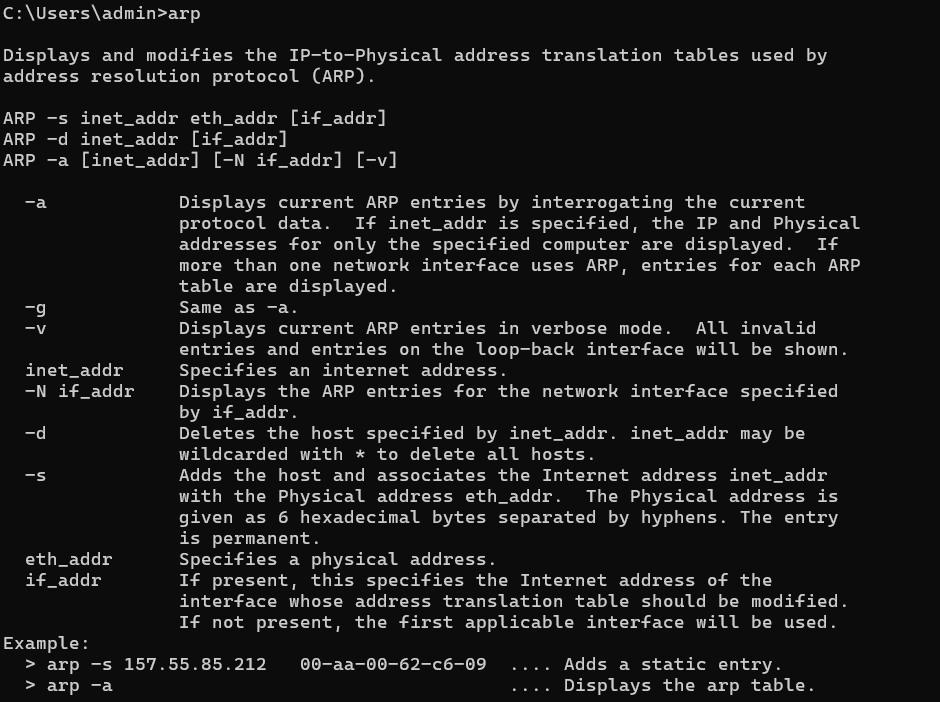 C:\Users\admin>arp
Displays and modifies the IP-to-Physical address translation tables used by
address resolution protocol (ARP).
ARP -s inet_addr eth_addr [if_addr]
ARP -d inet_addr [if_addr]
ARP -a [inet_addr] [-N if_addr] [-v]
  -a            Displays current ARP entries by interrogating the current
                protocol data.  If inet_addr is specified, the IP and Physical
                addresses for only the specified computer are displayed.  If
                more than one network interface uses ARP, entries for each ARP
                table are displayed.
  -g            Same as -a.
  -v            Displays current ARP entries in verbose mode.  All invalid
                entries and entries on the loop-back interface will be shown.
  inet_addr     Specifies an internet address.
  -N if_addr    Displays the ARP entries for the network interface specified
                by if_addr.
  -d            Deletes the host specified by inet_addr. inet_addr may be
                wildcarded with * to delete all hosts.
  -s            Adds the host and associates the Internet address inet_addr
                with the Physical address eth_addr.  The Physical address is
                given as 6 hexadecimal bytes separated by hyphens. The entry
                is permanent.
  eth_addr      Specifies a physical address.
  if_addr       If present, this specifies the Internet address of the
                interface whose address translation table should be modified.
                If not present, the first applicable interface will be used.
Example:
  > arp -s 157.55.85.212   00-aa-00-62-c6-09  .... Adds a static entry.
  > arp -a                                    .... Displays the arp table.